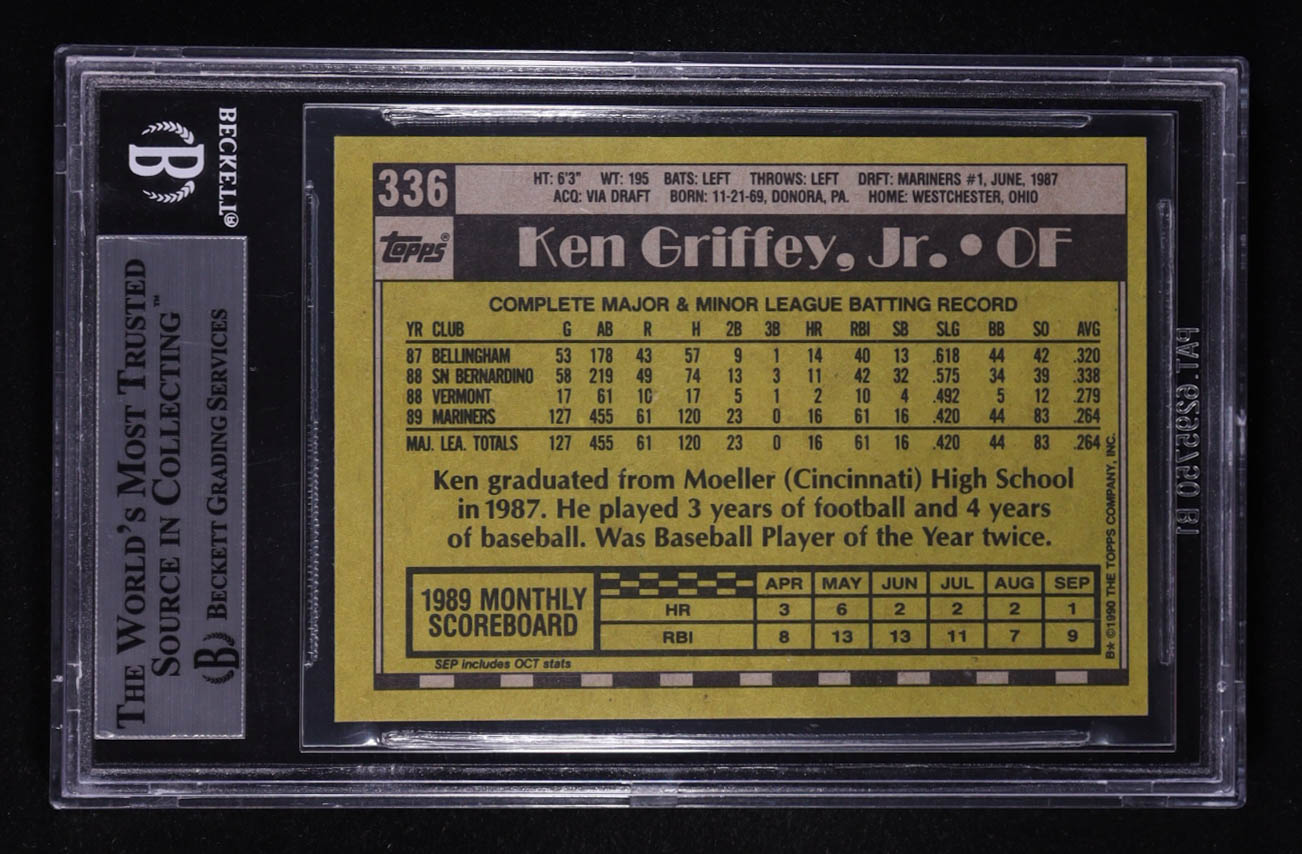 BECKETT®
B
THE WORLD'S MOST TRUSTED
SOURCE IN COLLECTING™
B BECKETT GRADING SERVICES
336
HT: 6'3" WT: 195 BATS: LEFT THROWS: LEFT DRFT: MARINERS #1, JUNE, 1987
ACQ: VIA DRAFT BORN: 11-21-69, DONORA, PA. HOME: WESTCHESTER, OHIO
topps®
Ken Griffey, Jr. • OF
COMPLETE MAJOR & MINOR LEAGUE BATTING RECORD
YR CLUB G AB R H 2B 3B HR RBI SB SLG BB SO AVG
87 BELLINGHAM 53 178 43 57 9 1 14 40 13 .618 44 42 .320
88 SN BERNARDINO 58 219 49 74 13 3 11 42 32 .575 34 39 .338
88 VERMONT 17 61 10 17 5 1 2 10 4 .492 5 12 .279
89 MARINERS 127 455 61 120 23 0 16 61 16 .420 44 83 .264
MAJ. LEA. TOTALS 127 455 61 120 23 0 16 61 16 .420 44 83 .264
Ken graduated from Moeller (Cincinnati) High School
in 1987. He played 3 years of football and 4 years
of baseball. Was Baseball Player of the Year twice.
1989 MONTHLY
SCOREBOARD
APR MAY JUN JUL AUG SEP
HR 3 6 2 2 2 1
RBI 8 13 13 11 7 9
SEP includes OCT stats
B* ©1990 THE TOPPS COMPANY, INC.